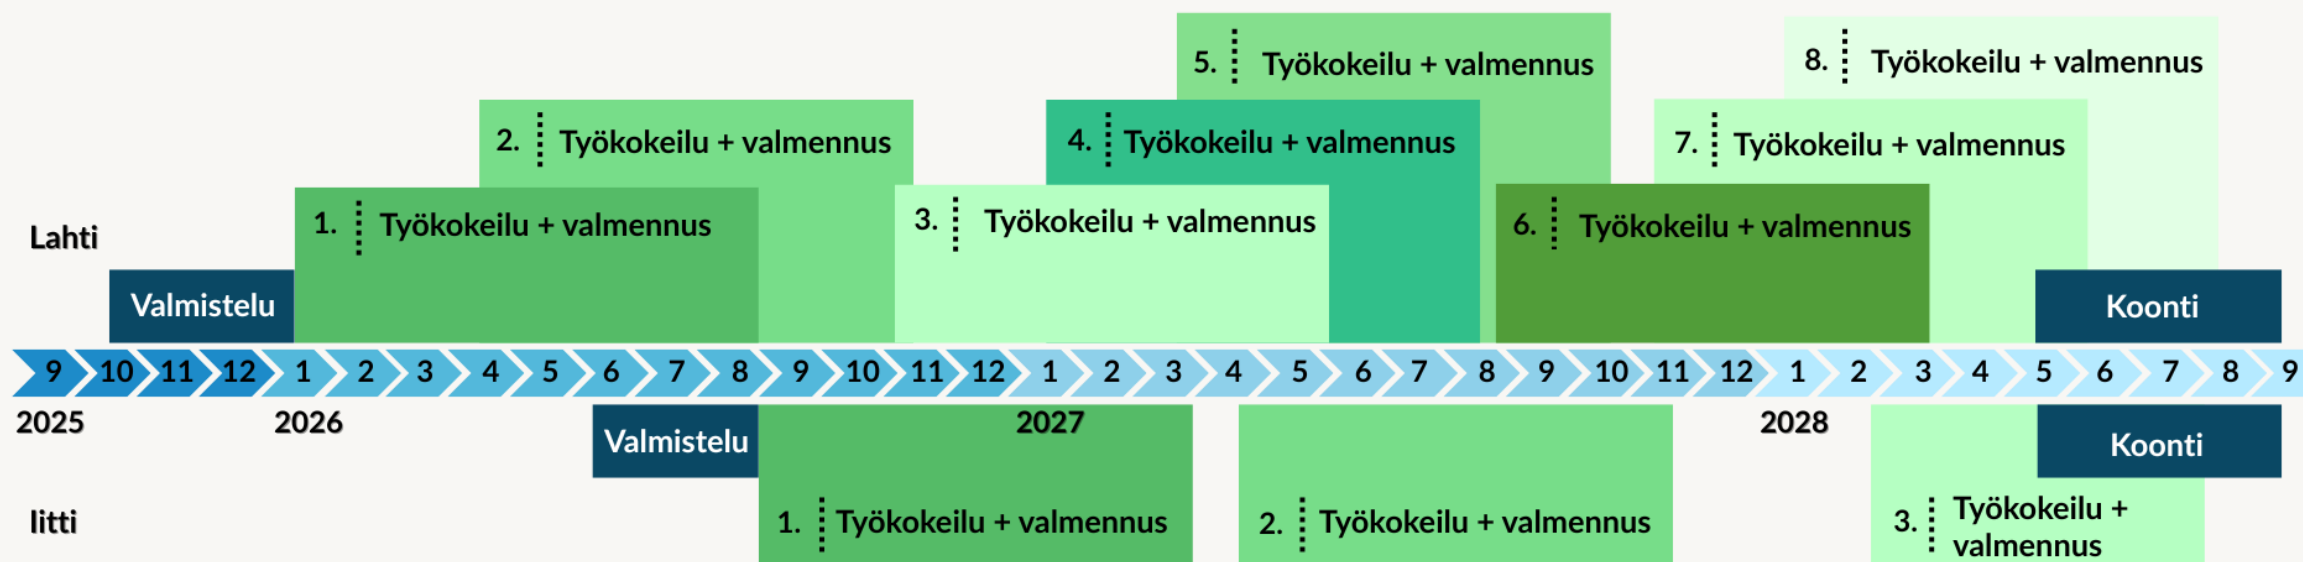 5. Työkokeilu + valmennus
8. Työkokeilu + valmennus
2. Työkokeilu + valmennus
4. Työkokeilu + valmennus
7. Työkokeilu + valmennus
1. Työkokeilu + valmennus
3. Työkokeilu + valmennus
6. Työkokeilu + valmennus
Lahti
Valmistelu
Koonti
9 10 11 12 1 2 3 4 5 6 7 8 9 10 11 12 1 2 3 4 5 6 7 8 9 10 11 12 1 2 3 4 5 6 7 8 9
2025 2026 2027 2028
Valmistelu
Koonti
Iitti
1. Työkokeilu + valmennus
2. Työkokeilu + valmennus
3. Työkokeilu +
valmennus